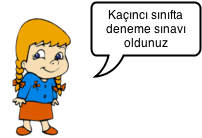 Kaçıncı sınıfta
deneme sınavı
oldunuz